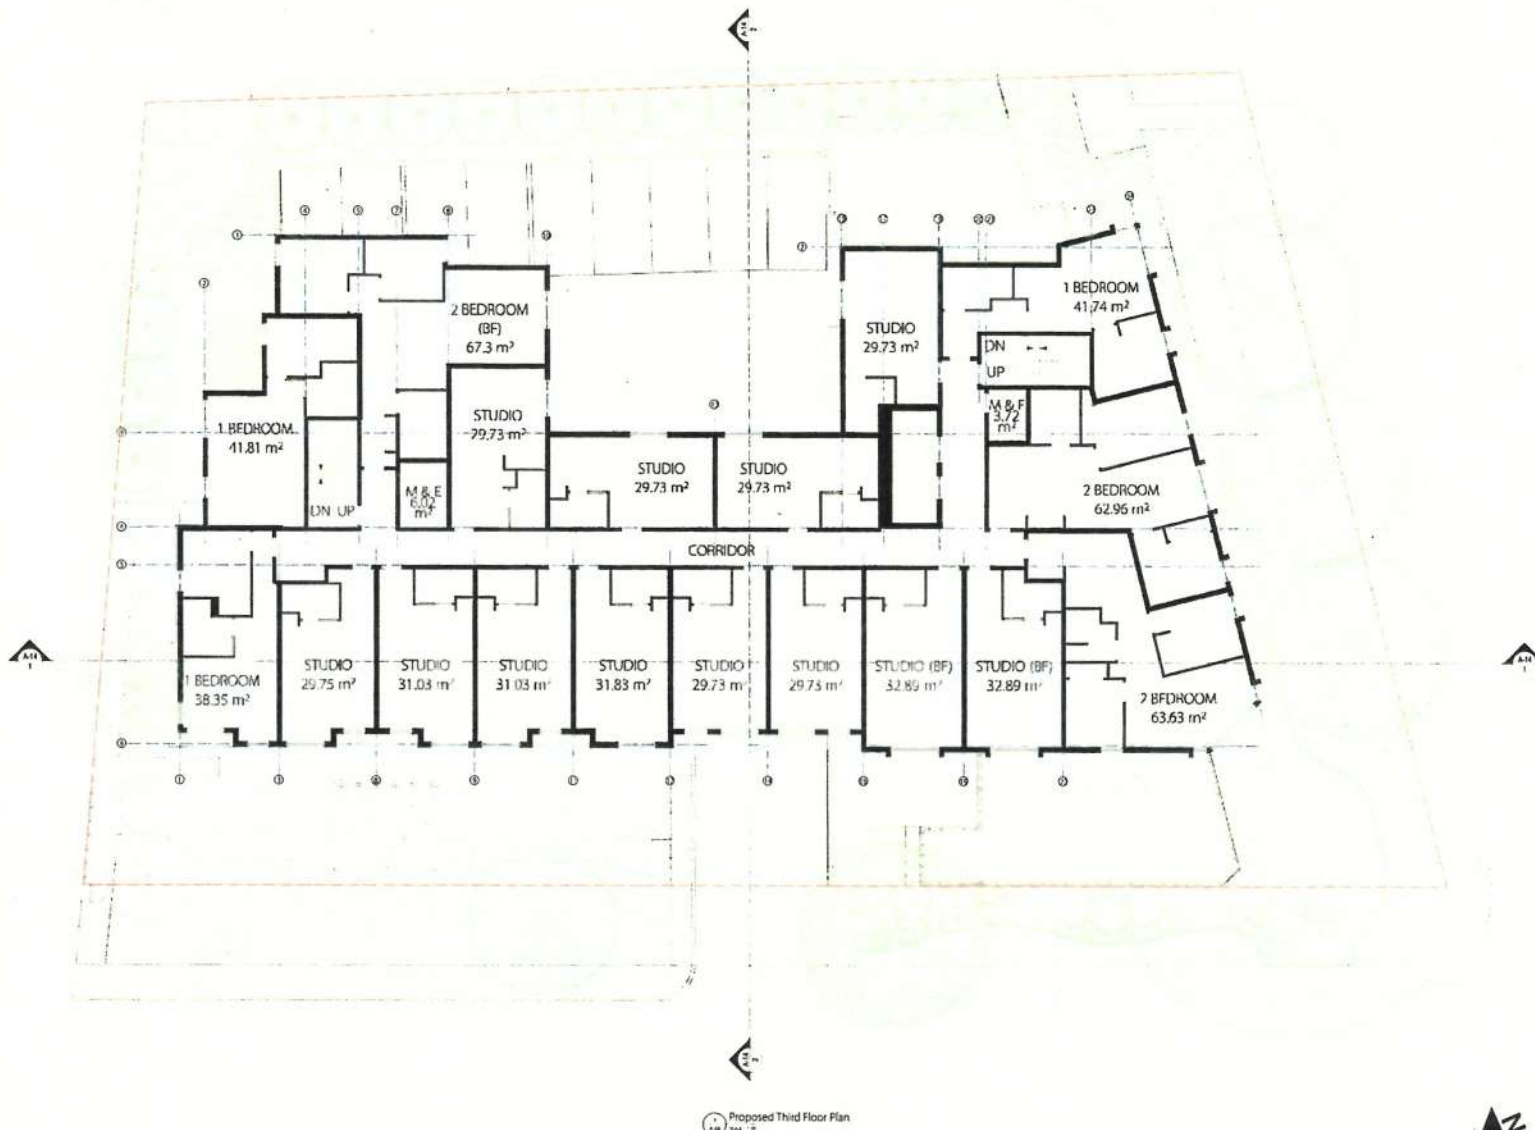 2 BEDROOM
(BF)
67.3 m²
1 BEDROOM
41.74 m²
STUDIO
29.73 m²
DN
UP
1 BEDROOM
41.81 m²
STUDIO
29.73 m²
3.72
m²
STUDIO
29.73 m²
STUDIO
29.73 m²
M & E
6.02
m²
DN UP
2 BEDROOM
62.96 m²
CORRIDOR
1 BEDROOM
38.35 m²
STUDIO
29.75 m²
STUDIO
31.03 m²
STUDIO
31.03 m²
STUDIO
31.83 m²
STUDIO
29.73 m²
STUDIO
29.73 m²
STUDIO (BF)
32.89 m²
STUDIO (BF)
32.89 m²
2 BEDROOM
63.63 m²
Proposed Third Floor Plan
N